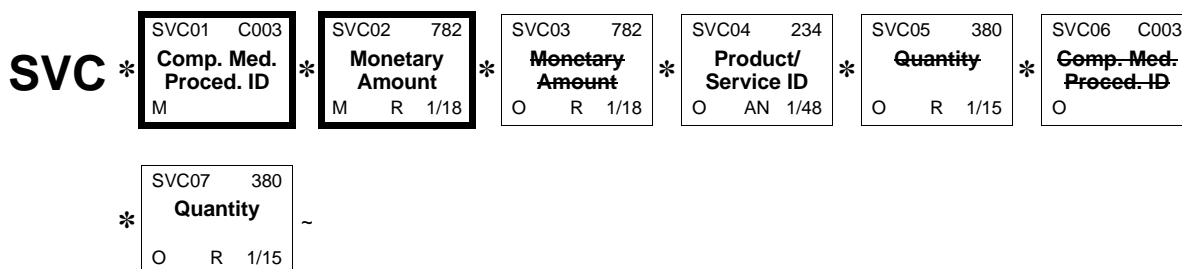 SVC01 C003 SVC02 782 SVC03 782 SVC04 234 SVC05 380 SVC06 C003
SVC * Comp. Med. * Monetary * Monetary * Product/ * Quantity * Comp. Med.
Proced. ID Amount Amount Service ID Proced. ID
M M R 1/18 O R 1/18 O AN 1/48 O R 1/15 O
SVC07 380
* Quantity ~
O R 1/15